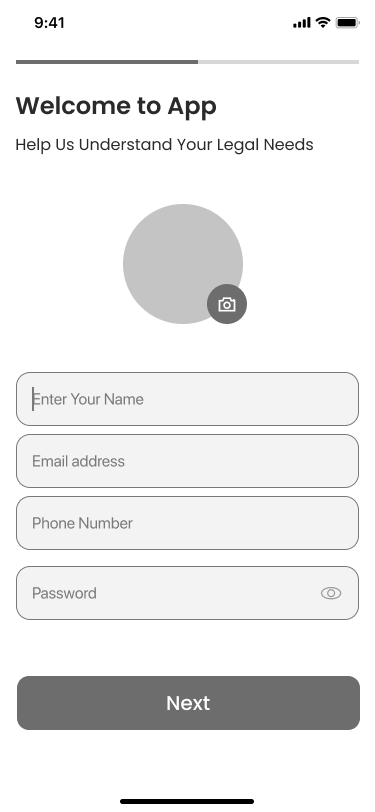 9:41
Welcome to App
Help Us Understand Your Legal Needs
Enter Your Name
Email address
Phone Number
Password
Next